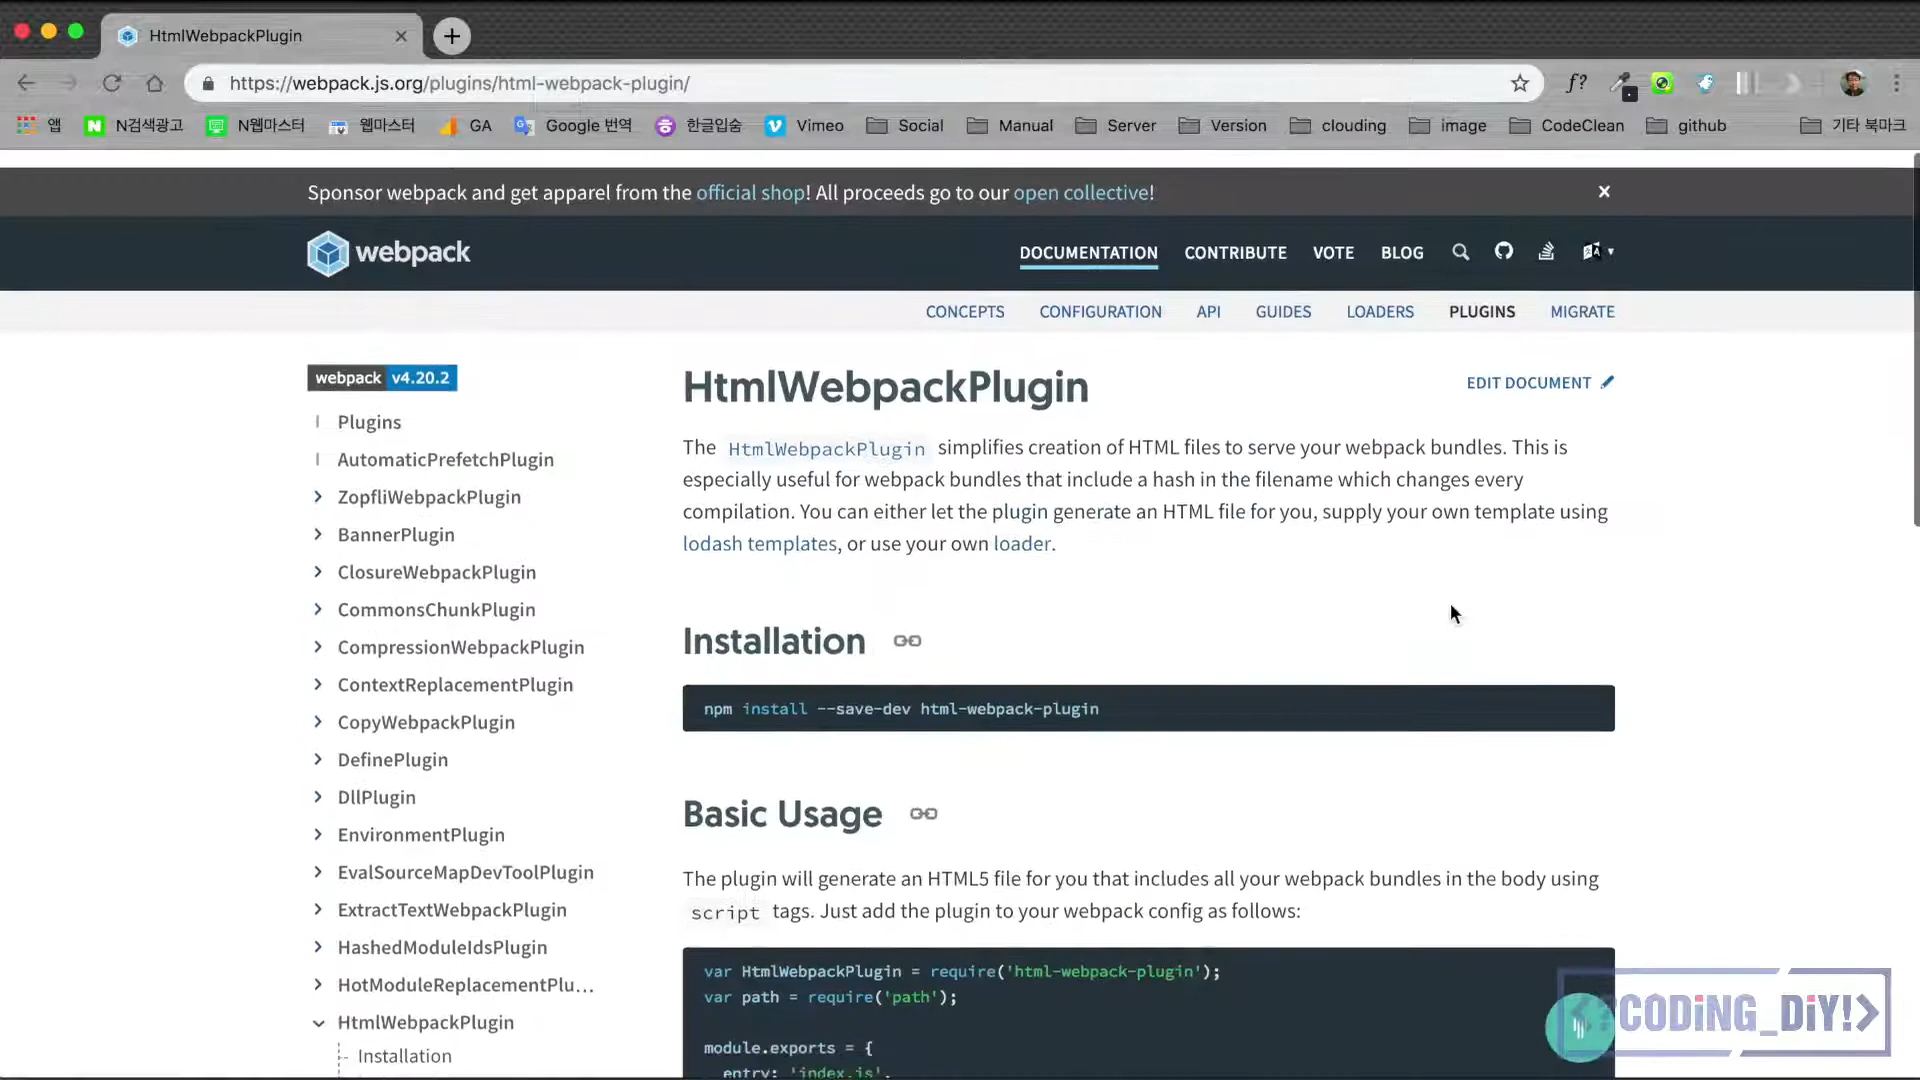 HtmlWebpackPlugin
https://webpack.js.org/plugins/html-webpack-plugin/
f?
앱 N검색광고 N웹마스터 웹마스터 GA Google 번역 한글입숨 Vimeo Social Manual Server Version clouding image CodeClean github 기타 북마크
Sponsor webpack and get apparel from the official shop! All proceeds go to our open collective!
webpack DOCUMENTATION CONTRIBUTE VOTE BLOG
CONCEPTS CONFIGURATION API GUIDES LOADERS PLUGINS MIGRATE
webpack v4.20.2
Plugins
AutomaticPrefetchPlugin
ZopfliWebpackPlugin
BannerPlugin
ClosureWebpackPlugin
CommonsChunkPlugin
CompressionWebpackPlugin
ContextReplacementPlugin
CopyWebpackPlugin
DefinePlugin
DllPlugin
EnvironmentPlugin
EvalSourceMapDevToolPlugin
ExtractTextWebpackPlugin
HashedModuleIdsPlugin
HotModuleReplacementPlu...
HtmlWebpackPlugin
Installation
HtmlWebpackPlugin
EDIT DOCUMENT
The HtmlWebpackPlugin simplifies creation of HTML files to serve your webpack bundles. This is
especially useful for webpack bundles that include a hash in the filename which changes every
compilation. You can either let the plugin generate an HTML file for you, supply your own template using
lodash templates, or use your own loader.
Installation
npm install --save-dev html-webpack-plugin
Basic Usage
The plugin will generate an HTML5 file for you that includes all your webpack bundles in the body using
script tags. Just add the plugin to your webpack config as follows:
var HtmlWebpackPlugin = require('html-webpack-plugin');
var path = require('path');
module.exports = {
entry: 'index.js',
<?CODiNG_DiY!>